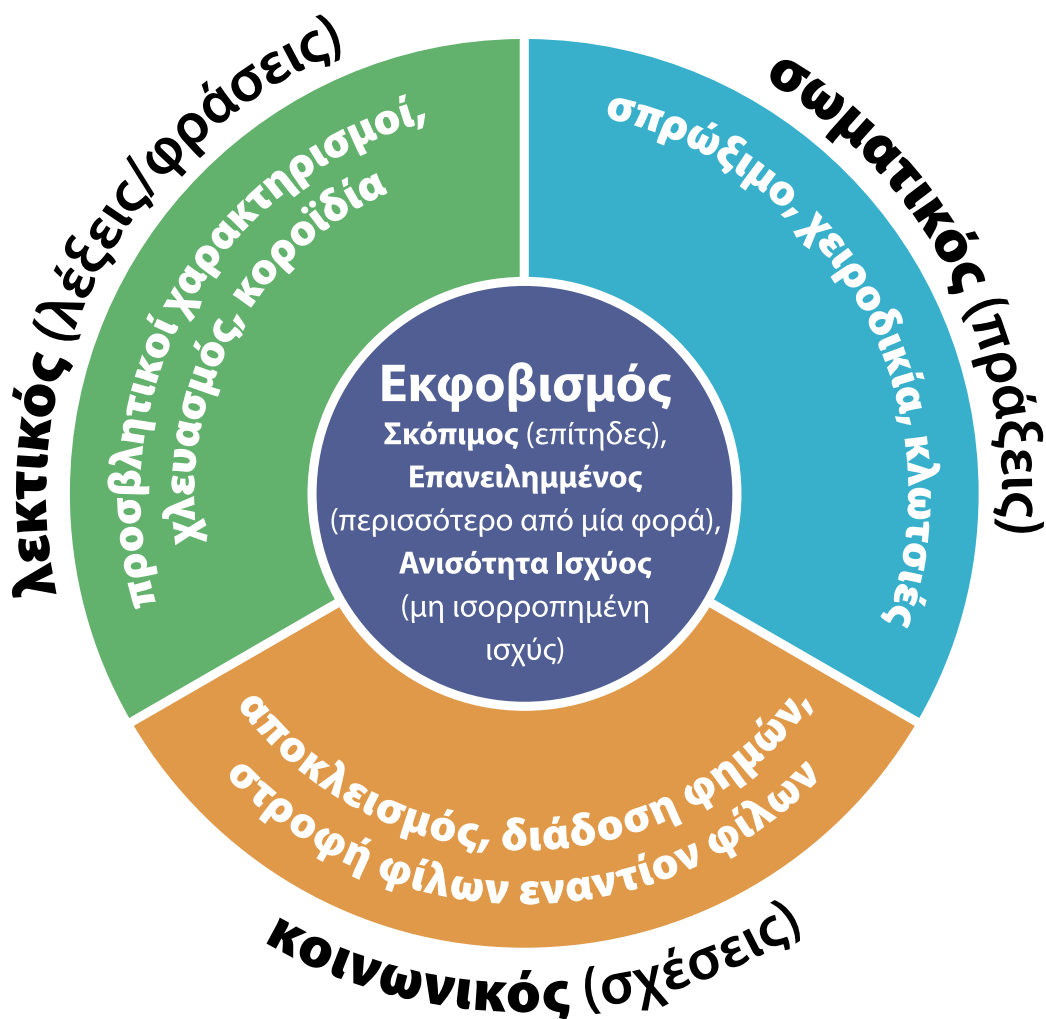 λεκτικός (λέξεις/φράσεις)
προσβλητικοί χαρακτηρισμοί,
χλευασμός, κοροϊδία
σωματικός (πράξεις)
σπρώξιμο, χειροδικία, κλωτσιές
Εκφοβισμός
Σκόπιμος (επίτηδες),
Επανειλημμένος
(περισσότερο από μία φορά),
Ανισότητα Ισχύος
(μη ισορροπημένη
ισχύς)
αποκλεισμός, διάδοση φημών,
στροφή φίλων εναντίον φίλων
κοινωνικός (σχέσεις)